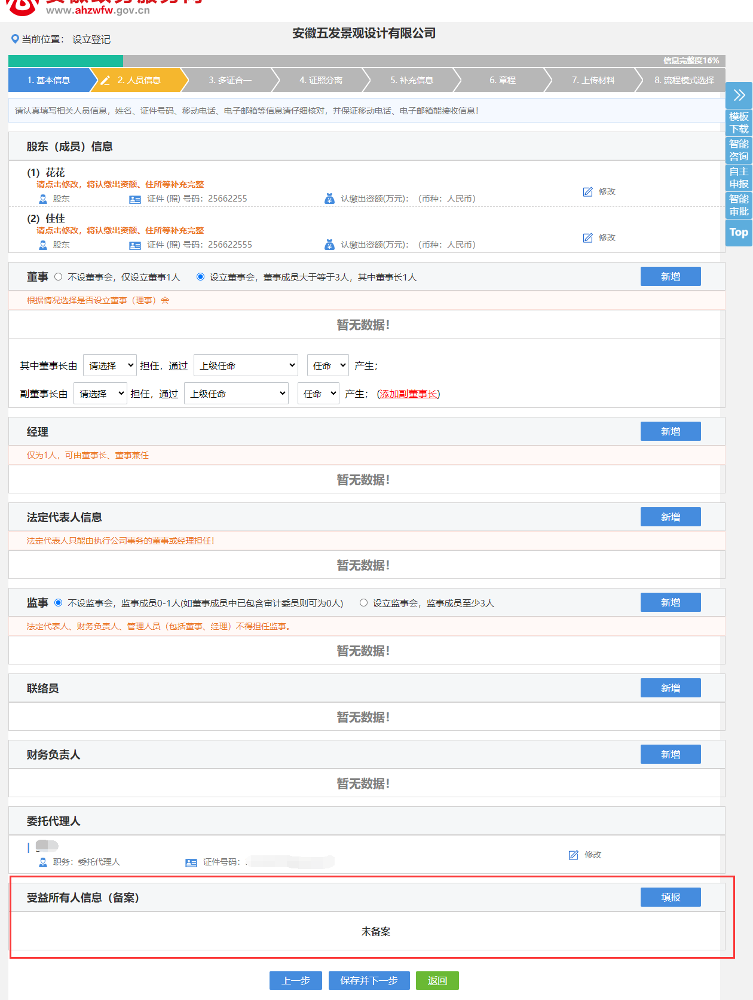 www.ahzwfw.gov.cn
当前位置： 设立登记
安徽五发景观设计有限公司
信息完整度16%
1. 基本信息
2. 人员信息
3. 多证合一
4. 证照分离
5. 补充信息
6. 章程
7. 上传材料
8. 流程模式选择
请认真填写相关人员信息，姓名、证件号码、移动电话、电子邮箱等信息请仔细核对，并保证移动电话、电子邮箱能接收信息！
模板
下载
智能
咨询
自主
申报
智能
审批
Top
股东（成员）信息
(1) 花花
请点击修改，将认缴出资额、住所等补充完整
股东 证件 (照) 号码：25662255 认缴出资额(万元)：（币种：人民币） 修改
(2) 佳佳
请点击修改，将认缴出资额、住所等补充完整
股东 证件 (照) 号码：256622555 认缴出资额(万元)：（币种：人民币） 修改
董事 不设董事会，仅设立董事1人 设立董事会，董事成员大于等于3人，其中董事长1人 新增
根据情况选择是否设立董事（理事）会
暂无数据！
其中董事长由 请选择 担任，通过 上级任命 任命 产生；
副董事长由 请选择 担任，通过 上级任命 任命 产生；(添加副董事长)
经理 新增
仅为1人，可由董事长、董事兼任
暂无数据！
法定代表人信息 新增
法定代表人只能由执行公司事务的董事或经理担任！
暂无数据！
监事 不设监事会，监事成员0-1人(如董事成员中已包含审计委员则可为0人) 设立监事会，监事成员至少3人 新增
法定代表人、财务负责人、管理人员（包括董事、经理）不得担任监事。
暂无数据！
联络员 新增
暂无数据！
财务负责人 新增
暂无数据！
委托代理人
职务：委托代理人 证件号码： 修改
受益所有人信息（备案） 填报
未备案
上一步 保存并下一步 返回